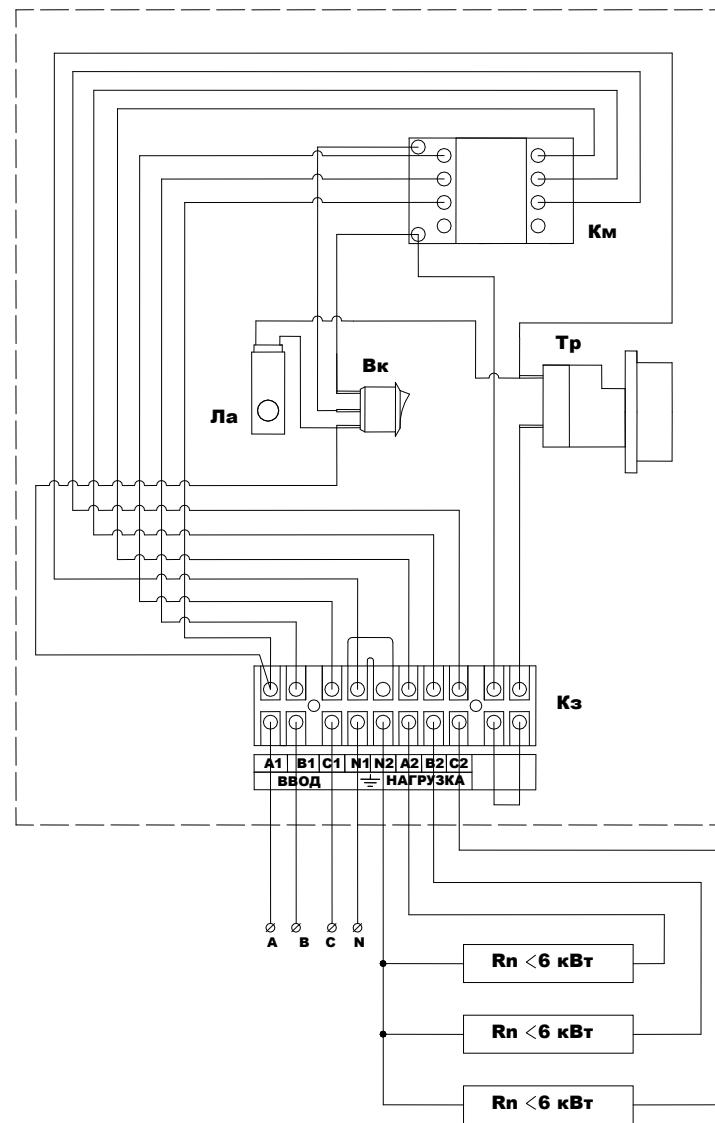 Км
Тр
Вк
Ла
Кз
A1 B1 C1 N1 N2 A2 B2 C2
ВВОД НАГРУЗКА
A B C N
Rn <6 кВт
Rn <6 кВт
Rn <6 кВт